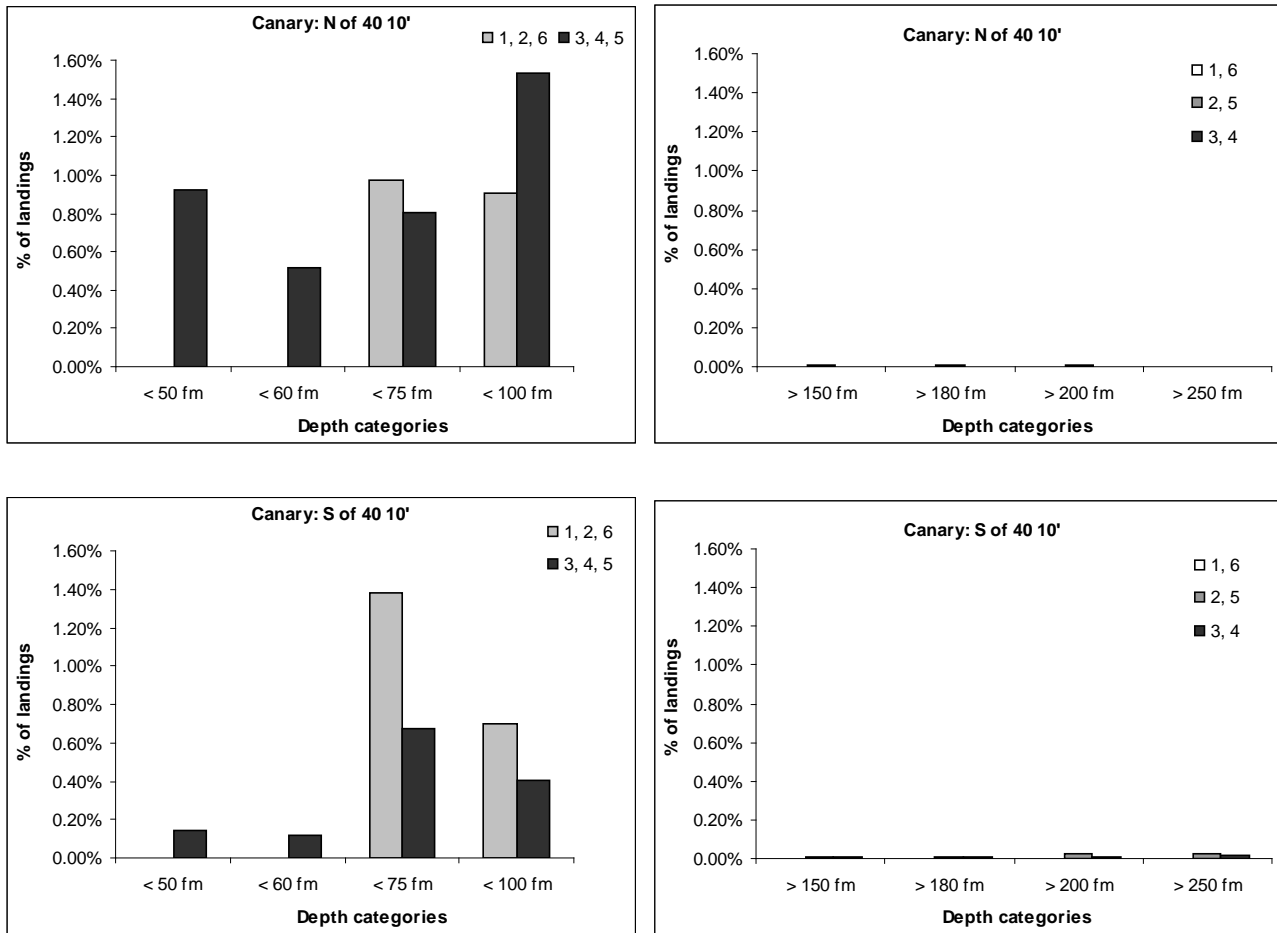 Canary: N of 40 10'
1, 2, 6 3, 4, 5
% of landings
1.60%
1.40%
1.20%
1.00%
0.80%
0.60%
0.40%
0.20%
0.00%
< 50 fm < 60 fm < 75 fm < 100 fm
Depth categories
Canary: N of 40 10'
1, 6
2, 5
3, 4
% of landings
1.60%
1.40%
1.20%
1.00%
0.80%
0.60%
0.40%
0.20%
0.00%
> 150 fm > 180 fm > 200 fm > 250 fm
Depth categories
Canary: S of 40 10'
1, 2, 6
3, 4, 5
% of landings
1.60%
1.40%
1.20%
1.00%
0.80%
0.60%
0.40%
0.20%
0.00%
< 50 fm < 60 fm < 75 fm < 100 fm
Depth categories
Canary: S of 40 10'
1, 6
2, 5
3, 4
% of landings
1.60%
1.40%
1.20%
1.00%
0.80%
0.60%
0.40%
0.20%
0.00%
> 150 fm > 180 fm > 200 fm > 250 fm
Depth categories